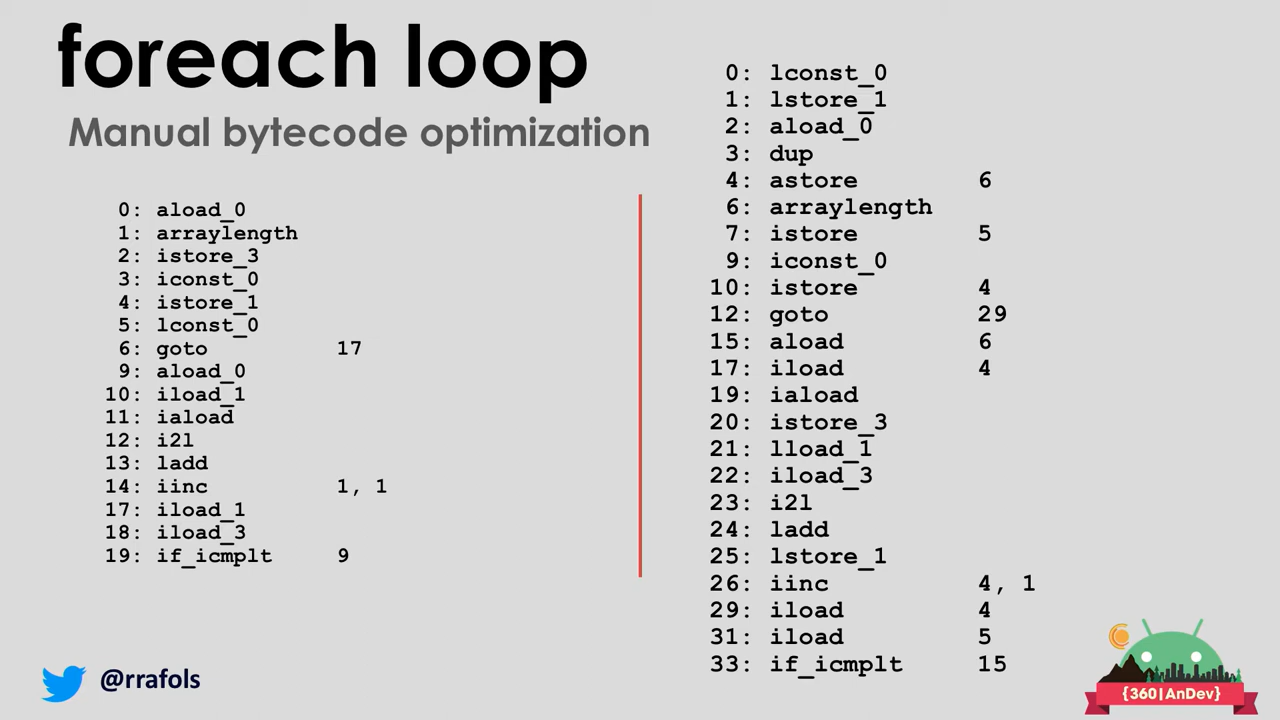 foreach loop
Manual bytecode optimization
0: aload_0
1: arraylength
2: istore_3
3: iconst_0
4: istore_1
5: lconst_0
6: goto 17
9: aload_0
10: iload_1
11: iaload
12: i2l
13: ladd
14: iinc 1, 1
17: iload_1
18: iload_3
19: if_icmplt 9
0: lconst_0
1: lstore_1
2: aload_0
3: dup
4: astore 6
6: arraylength
7: istore 5
9: iconst_0
10: istore 4
12: goto 29
15: aload 6
17: iload 4
19: iaload
20: istore_3
21: lload_1
22: iload_3
23: i2l
24: ladd
25: lstore_1
26: iinc 4, 1
29: iload 4
31: iload 5
33: if_icmplt 15
@rrafols
{360|AnDev}